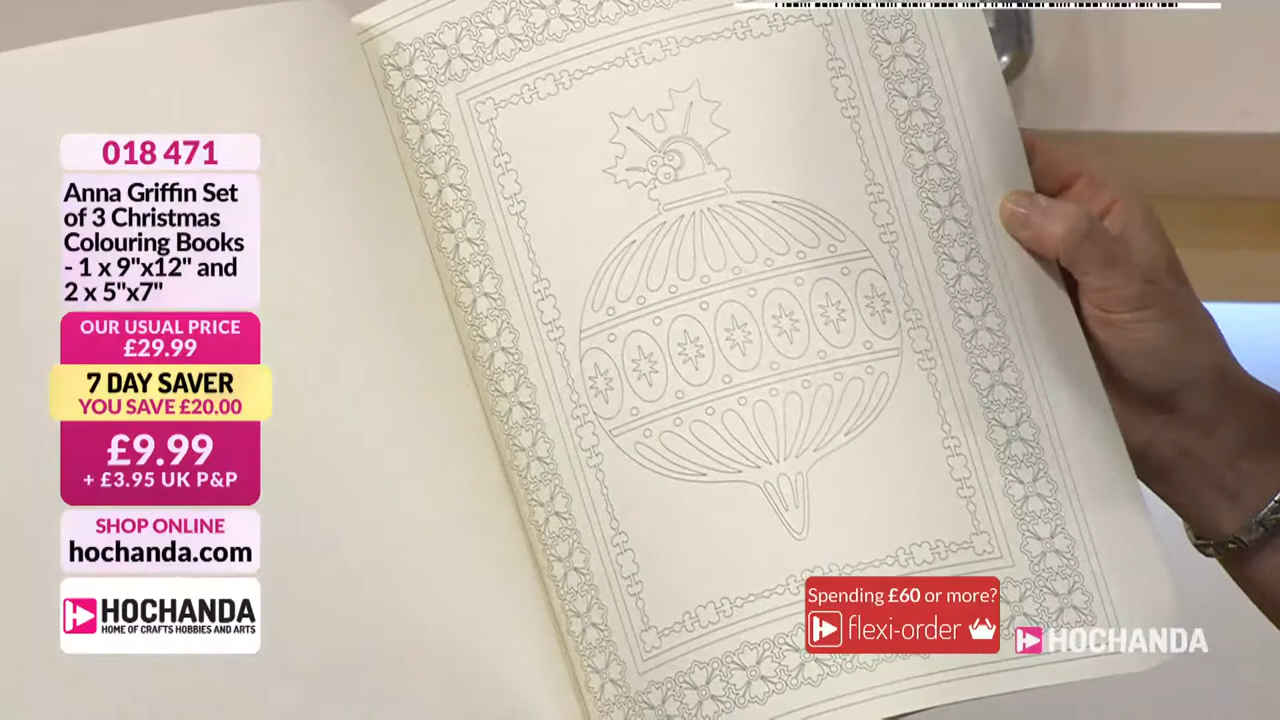 018 471
Anna Griffin Set
of 3 Christmas
Colouring Books
- 1 x 9"x12" and
2 x 5"x7"
OUR USUAL PRICE
£29.99
7 DAY SAVER
YOU SAVE £20.00
£9.99
+ £3.95 UK P&P
SHOP ONLINE
hochanda.com
HOCHANDA
HOME OF CRAFTS HOBBIES AND ARTS
Spending £60 or more?
flexi-order
HOCHANDA